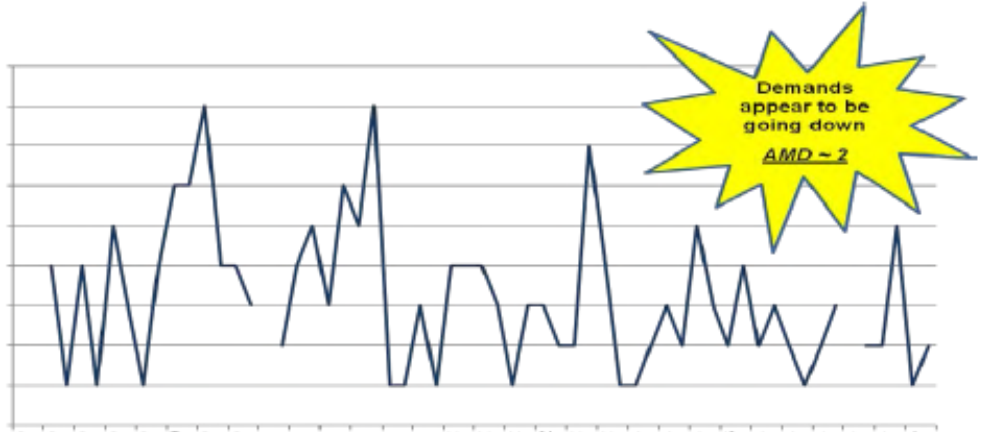 Demands
appear to be
going down
AMD ~ 2